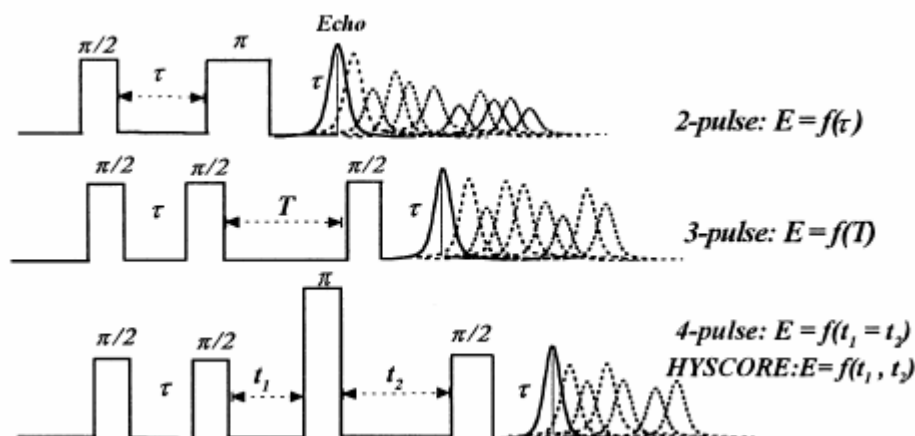 Echo
π/2 τ π τ
2-pulse: E = f(τ)
π/2 τ π/2 T π/2 τ
3-pulse: E = f(T)
π/2 τ π/2 t₁ π t₂ π/2 τ
4-pulse: E = f(t₁ = t₂)
HYSCORE:E= f(t₁ , t₂)